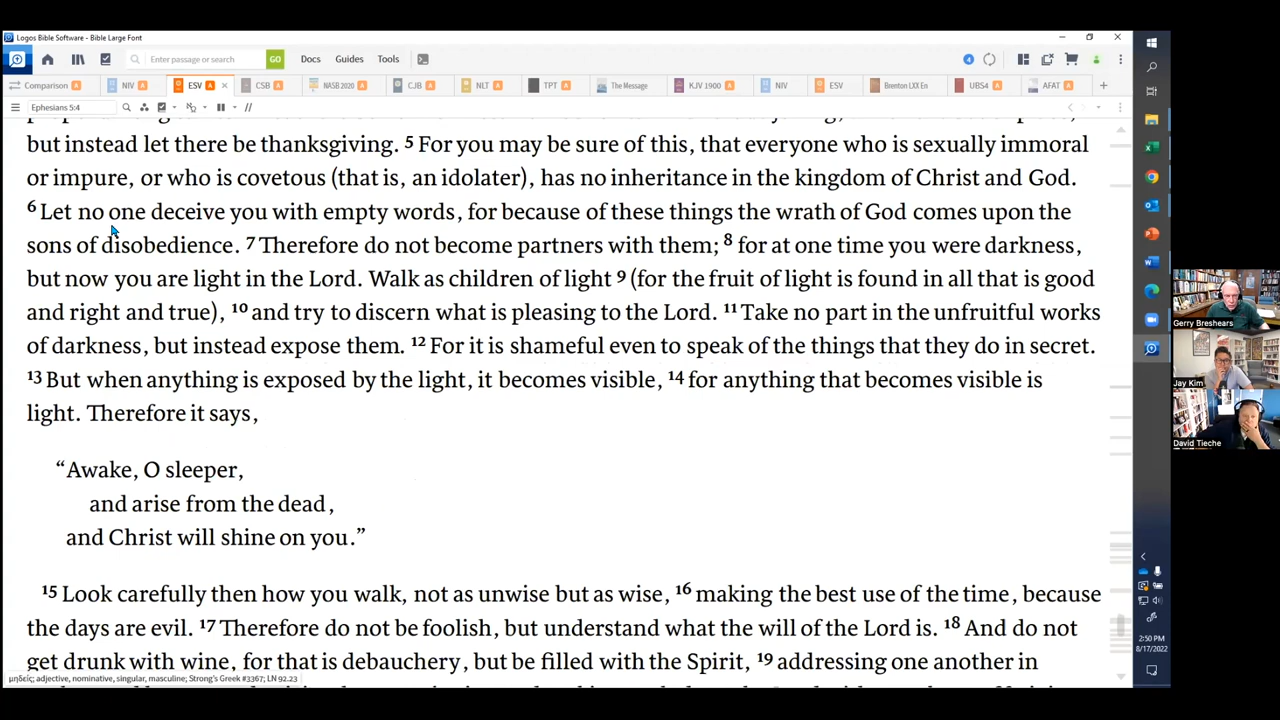 Logos Bible Software - Bible Large Font
Enter passage or search
GO
Docs
Guides
Tools
4
Comparison A
NIV A
ESV A
CSB A
NASB 2020 A
CJB A
NLT A
TPT A
The Message
KJV 1900 A
NIV
ESV
Brenton LXX En
UBS4 A
AFAT A
Ephesians 5:4
but instead let there be thanksgiving. 5 For you may be sure of this, that everyone who is sexually immoral
or impure, or who is covetous (that is, an idolater), has no inheritance in the kingdom of Christ and God.
6 Let no one deceive you with empty words, for because of these things the wrath of God comes upon the
sons of disobedience. 7 Therefore do not become partners with them; 8 for at one time you were darkness,
but now you are light in the Lord. Walk as children of light 9 (for the fruit of light is found in all that is good
and right and true), 10 and try to discern what is pleasing to the Lord. 11 Take no part in the unfruitful works
of darkness, but instead expose them. 12 For it is shameful even to speak of the things that they do in secret.
13 But when anything is exposed by the light, it becomes visible, 14 for anything that becomes visible is
light. Therefore it says,
“Awake, O sleeper,
and arise from the dead,
and Christ will shine on you.”
15 Look carefully then how you walk, not as unwise but as wise, 16 making the best use of the time, because
the days are evil. 17 Therefore do not be foolish, but understand what the will of the Lord is. 18 And do not
get drunk with wine, for that is debauchery, but be filled with the Spirit, 19 addressing one another in
μηδείς; adjective, nominative, singular, masculine; Strong's Greek #3367; LN 92.23
Gerry Breshears
Jay Kim
David Tieche
2:50 PM
8/17/2022